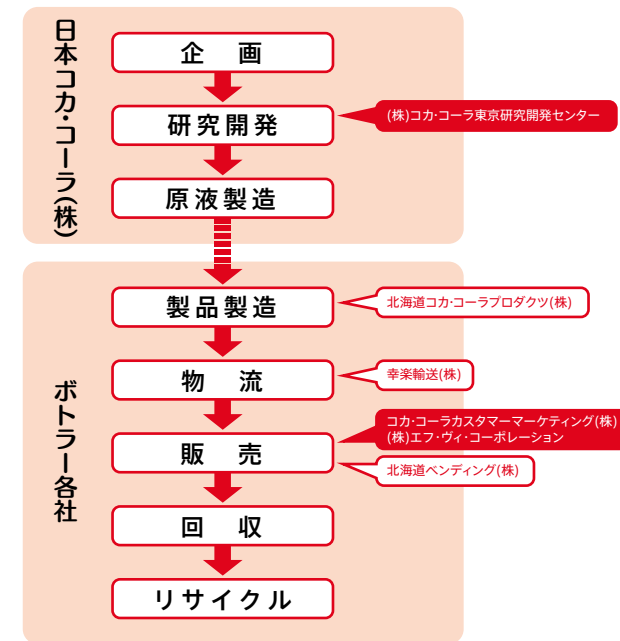 日本コカ・コーラ(株)
企 画
研究開発
(株)コカ・コーラ東京研究開発センター
原液製造
ボトラー各社
製品製造
北海道コカ・コーラプロダクツ(株)
物 流
幸楽輸送(株)
販 売
コカ・コーラカスタマーマーケティング(株)
(株)エフ・ヴィ・コーポレーション
北海道ベンディング(株)
回 収
リサイクル